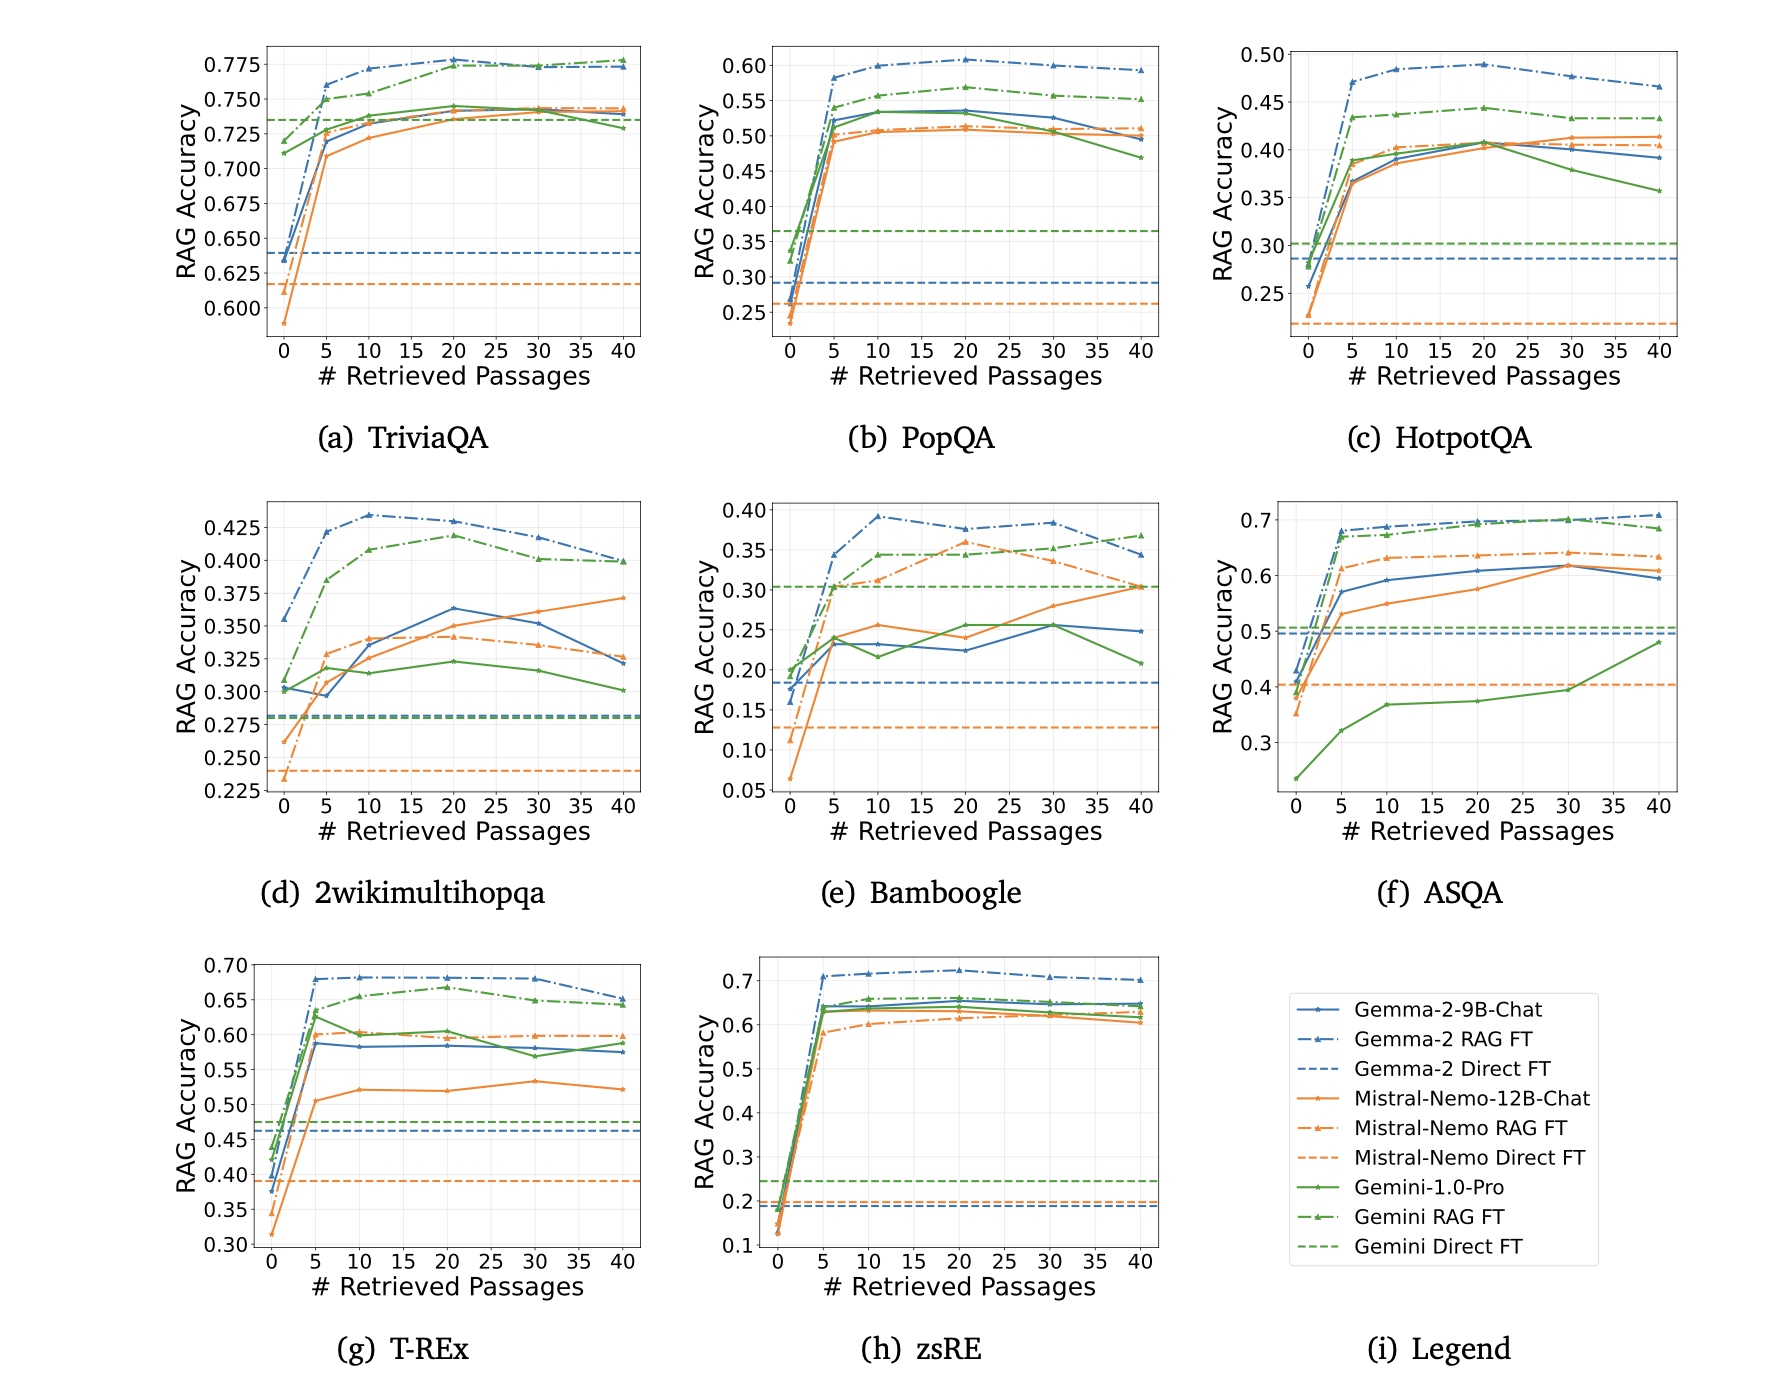 RAG Accuracy
0.775
0.750
0.725
0.700
0.675
0.650
0.625
0.600
0 5 10 15 20 25 30 35 40
# Retrieved Passages
(a) TriviaQA
RAG Accuracy
0.60
0.55
0.50
0.45
0.40
0.35
0.30
0.25
0 5 10 15 20 25 30 35 40
# Retrieved Passages
(b) PopQA
RAG Accuracy
0.50
0.45
0.40
0.35
0.30
0.25
0 5 10 15 20 25 30 35 40
# Retrieved Passages
(c) HotpotQA
RAG Accuracy
0.425
0.400
0.375
0.350
0.325
0.300
0.275
0.250
0.225
0 5 10 15 20 25 30 35 40
# Retrieved Passages
(d) 2wikimultihopqa
RAG Accuracy
0.40
0.35
0.30
0.25
0.20
0.15
0.10
0.05
0 5 10 15 20 25 30 35 40
# Retrieved Passages
(e) Bamboogle
RAG Accuracy
0.7
0.6
0.5
0.4
0.3
0 5 10 15 20 25 30 35 40
# Retrieved Passages
(f) ASQA
RAG Accuracy
0.70
0.65
0.60
0.55
0.50
0.45
0.40
0.35
0.30
0 5 10 15 20 25 30 35 40
# Retrieved Passages
(g) T-REx
RAG Accuracy
0.7
0.6
0.5
0.4
0.3
0.2
0.1
0 5 10 15 20 25 30 35 40
# Retrieved Passages
(h) zsRE
Gemma-2-9B-Chat
Gemma-2 RAG FT
Gemma-2 Direct FT
Mistral-Nemo-12B-Chat
Mistral-Nemo RAG FT
Mistral-Nemo Direct FT
Gemini-1.0-Pro
Gemini RAG FT
Gemini Direct FT
(i) Legend